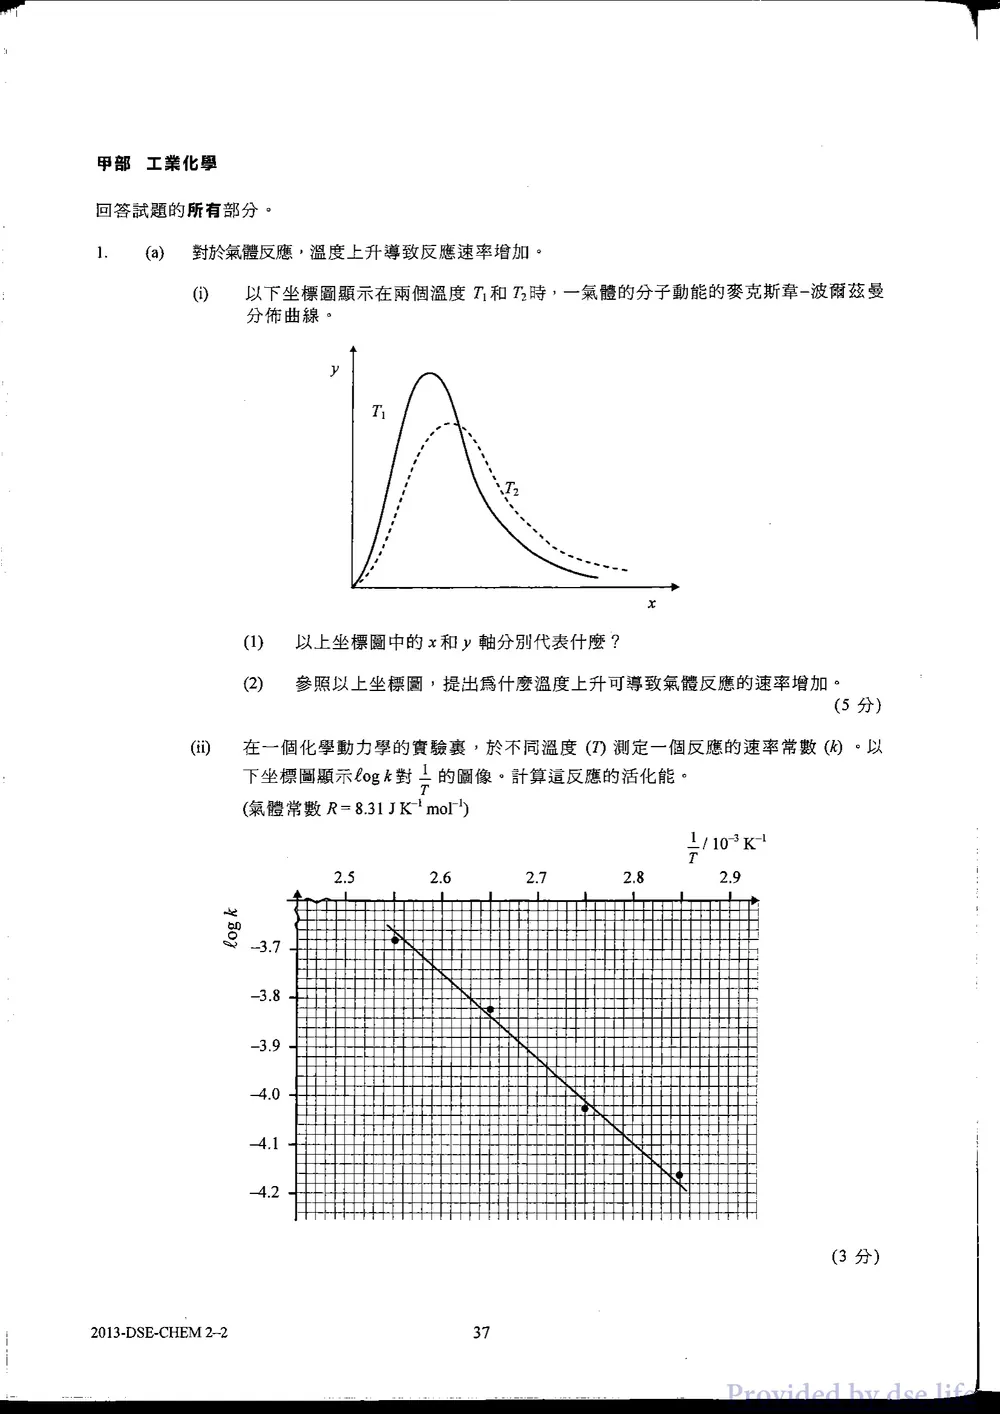 甲部 工業化學
回答試題的所有部分。
1. (a) 對於氣體反應，溫度上升導致反應速率增加。
(i) 以下坐標圖顯示在兩個溫度 T₁和 T₂時，一氣體的分子動能的麥克斯韋–波爾茲曼
分佈曲線。
y
T₁
T₂
x
(1) 以上坐標圖中的 x 和 y 軸分別代表什麼？
(2) 參照以上坐標圖，提出爲什麼溫度上升可導致氣體反應的速率增加。
(5 分)
(ii) 在一個化學動力學的實驗裏，於不同溫度 (T) 測定一個反應的速率常數 (k) 。以
下坐標圖顯示ℓog k 對 1/T 的圖像。計算這反應的活化能。
(氣體常數 R = 8.31 J K⁻¹ mol⁻¹)
1/T / 10⁻³ K⁻¹
2.5 2.6 2.7 2.8 2.9
ℓog k
–3.7
–3.8
–3.9
–4.0
–4.1
–4.2
(3 分)
2013-DSE-CHEM 2–2 37
Provided by dse.life